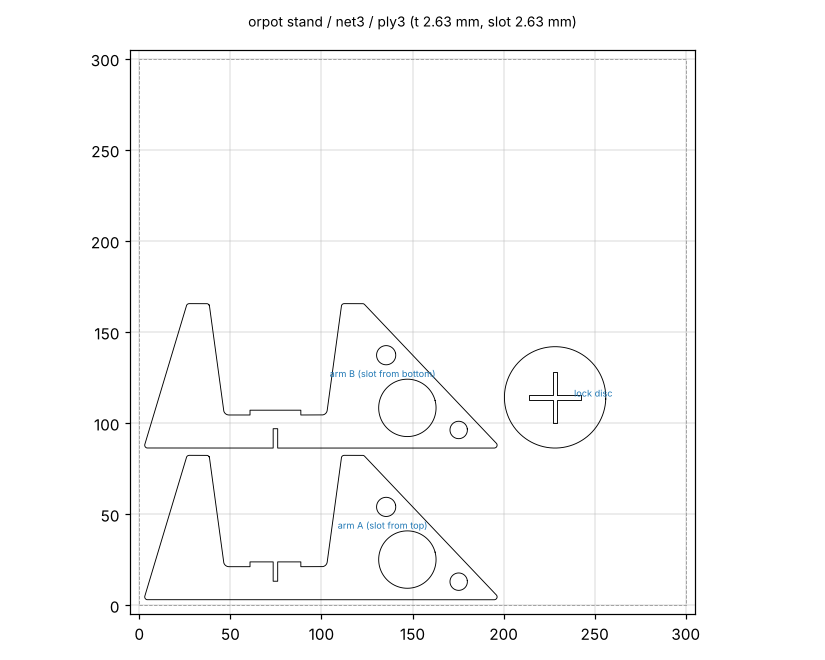 orpot stand / net3 / ply3 (t 2.63 mm, slot 2.63 mm)
300
250
200
150
arm B (slot from bottom)
lock disc
100
50
arm A (slot from top)
0
0 50 100 150 200 250 300